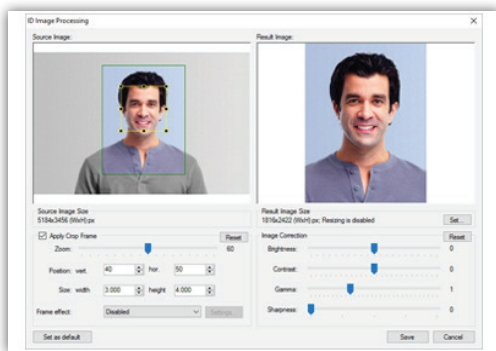 ID Image Processing
Source Image:
Result Image:
Source Image Size
5184x3456 (WxH) px
Result Image Size
1816x2422 (WxH) px; Resizing is disabled
Set...
Apply Crop Frame
Reset
Image Correction
Reset
Zoom:
60
Brightness:
0
Position: vert.
40
hor.
50
Contrast:
0
Size: width
3.000
height
4.000
Gamma:
1
Frame effect:
Disabled
Settings...
Sharpness:
0
Set as default
Save
Cancel